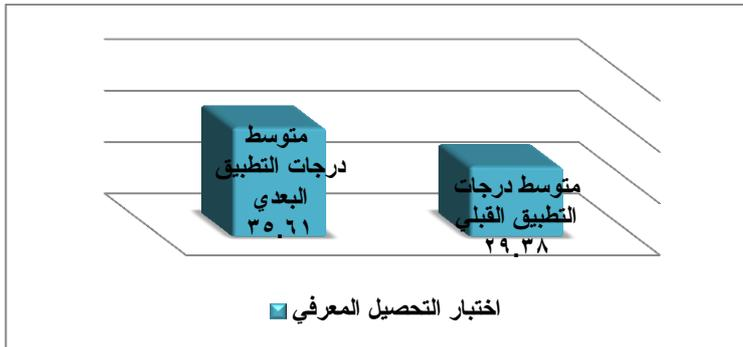 متوسط
درجات التطبيق
البعدي
٣٥.٦١
متوسط درجات
التطبيق القبلي
٢٩.٣٨
اختبار التحصيل المعرفي